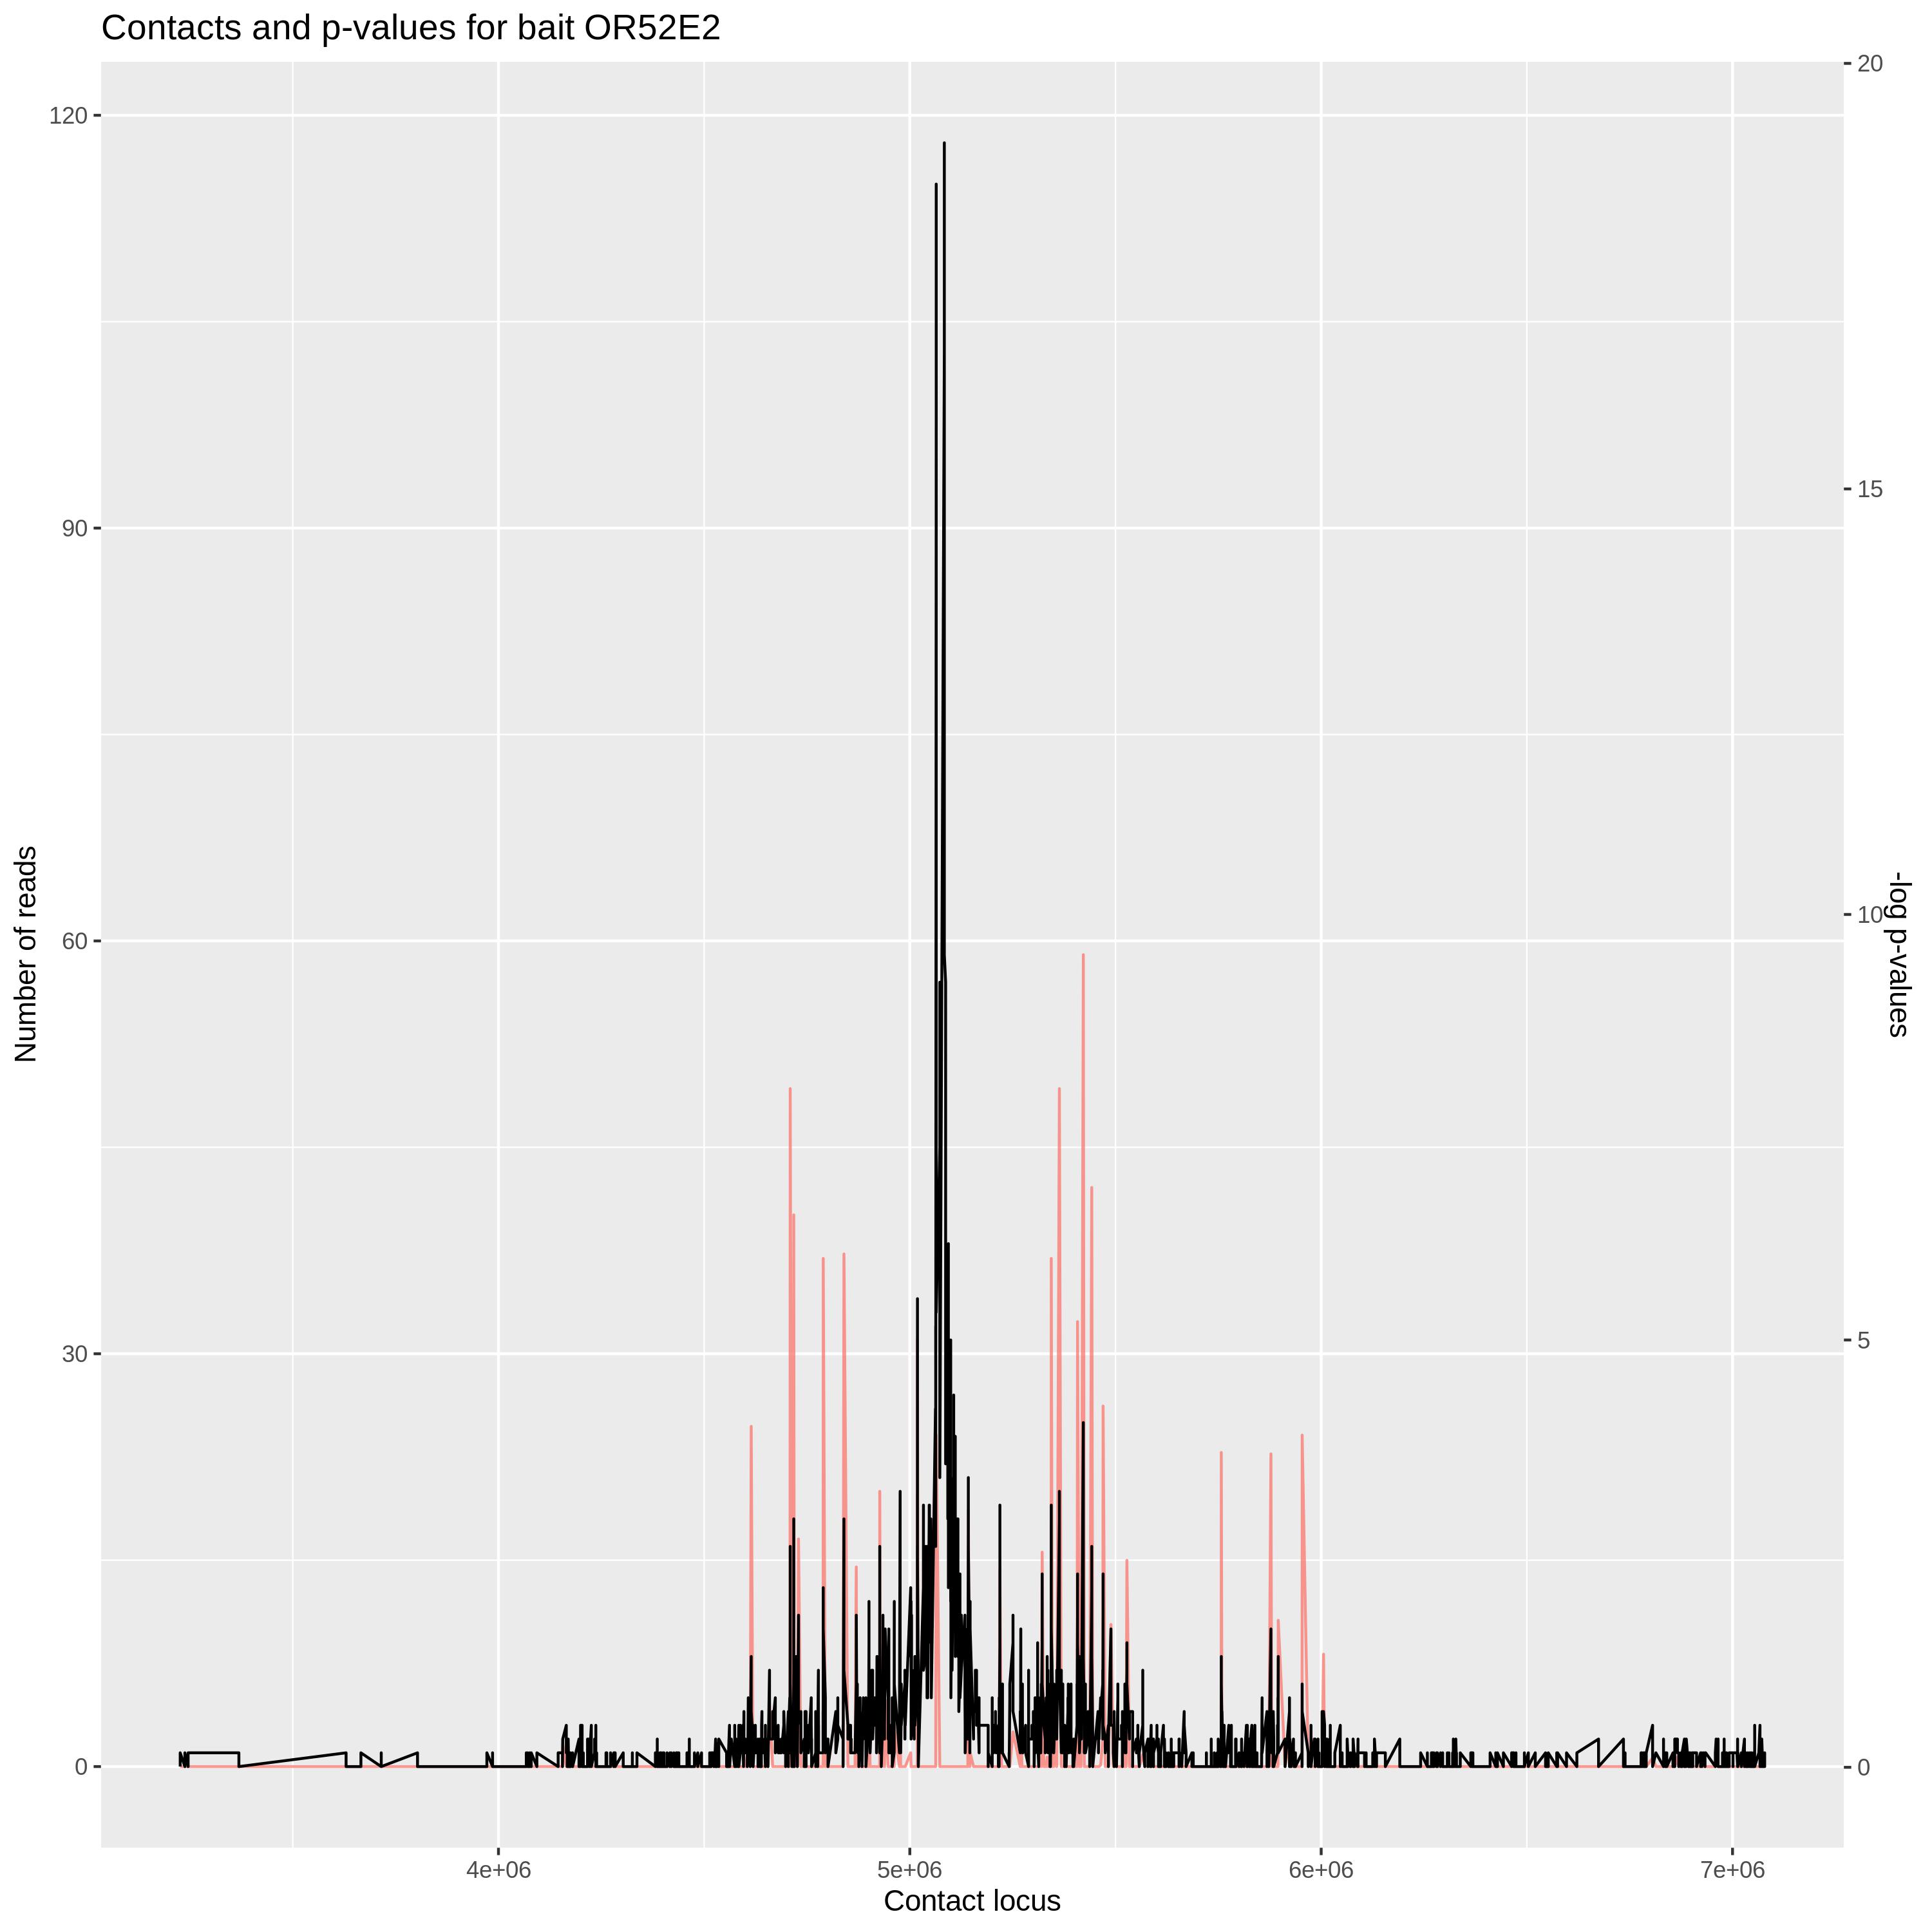 Contacts and p-values for bait OR52E2
120
90
60
30
0
Number of reads
20
15
10
5
0
-log p-values
4e+06
5e+06
6e+06
7e+06
Contact locus